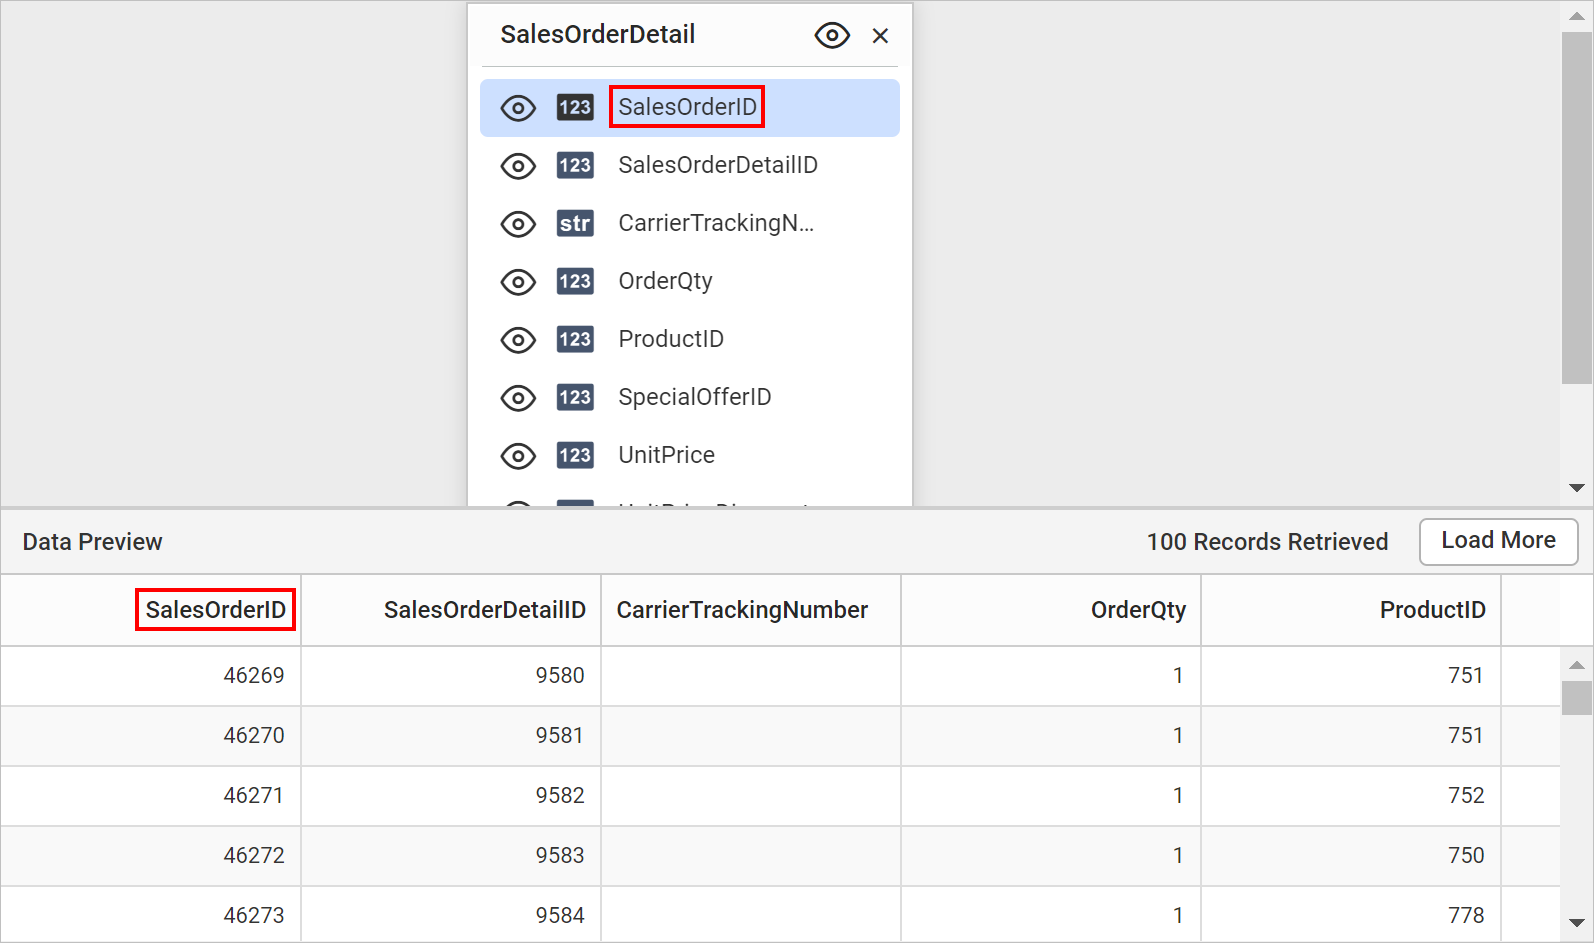 SalesOrderDetail
123 SalesOrderID
123 SalesOrderDetailID
str CarrierTrackingN...
123 OrderQty
123 ProductID
123 SpecialOfferID
123 UnitPrice
Data Preview 100 Records Retrieved Load More
SalesOrderID SalesOrderDetailID CarrierTrackingNumber OrderQty ProductID
46269 9580 1 751
46270 9581 1 751
46271 9582 1 752
46272 9583 1 750
46273 9584 1 778